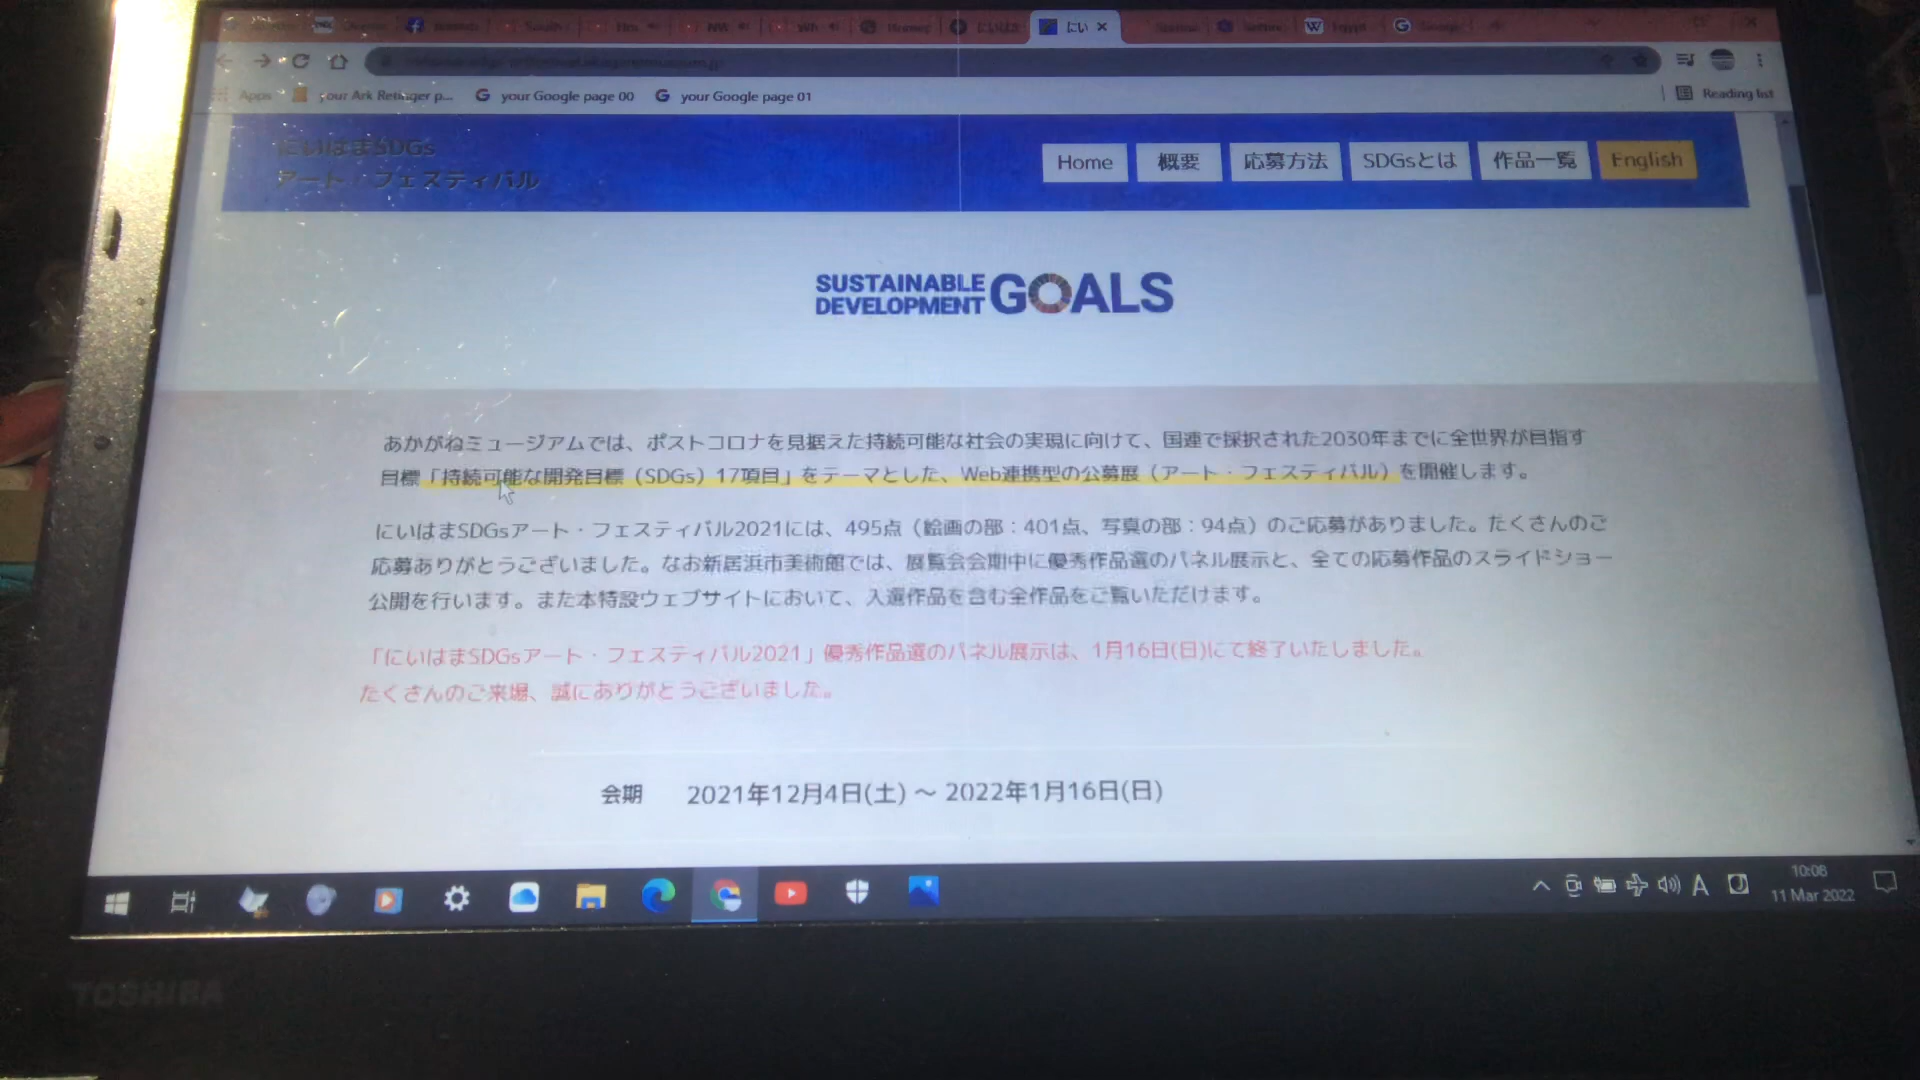 にい
your Ark Retinger p...
your Google page 00
your Google page 01
Reading list
にいはまSDGs
アート・フェスティバル
Home
概要
応募方法
SDGsとは
作品一覧
English
SUSTAINABLE
DEVELOPMENT GOALS
あかがねミュージアムでは、ポストコロナを見据えた持続可能な社会の実現に向けて、国連で採択された2030年までに全世界が目指す
目標「持続可能な開発目標（SDGs）17項目」をテーマとした、Web連携型の公募展（アート・フェスティバル）を開催します。
にいはまSDGsアート・フェスティバル2021には、495点（絵画の部：401点、写真の部：94点）のご応募がありました。たくさんのご
応募ありがとうございました。なお新居浜市美術館では、展覧会会期中に優秀作品選のパネル展示と、全ての応募作品のスライドショー
公開を行います。また本特設ウェブサイトにおいて、入選作品を含む全作品をご覧いただけます。
「にいはまSDGsアート・フェスティバル2021」優秀作品選のパネル展示は、1月16日(日)にて終了いたしました。
たくさんのご来場、誠にありがとうございました。
会期 2021年12月4日(土) ～ 2022年1月16日(日)
A
10:08
11 Mar 2022
TOSHIBA